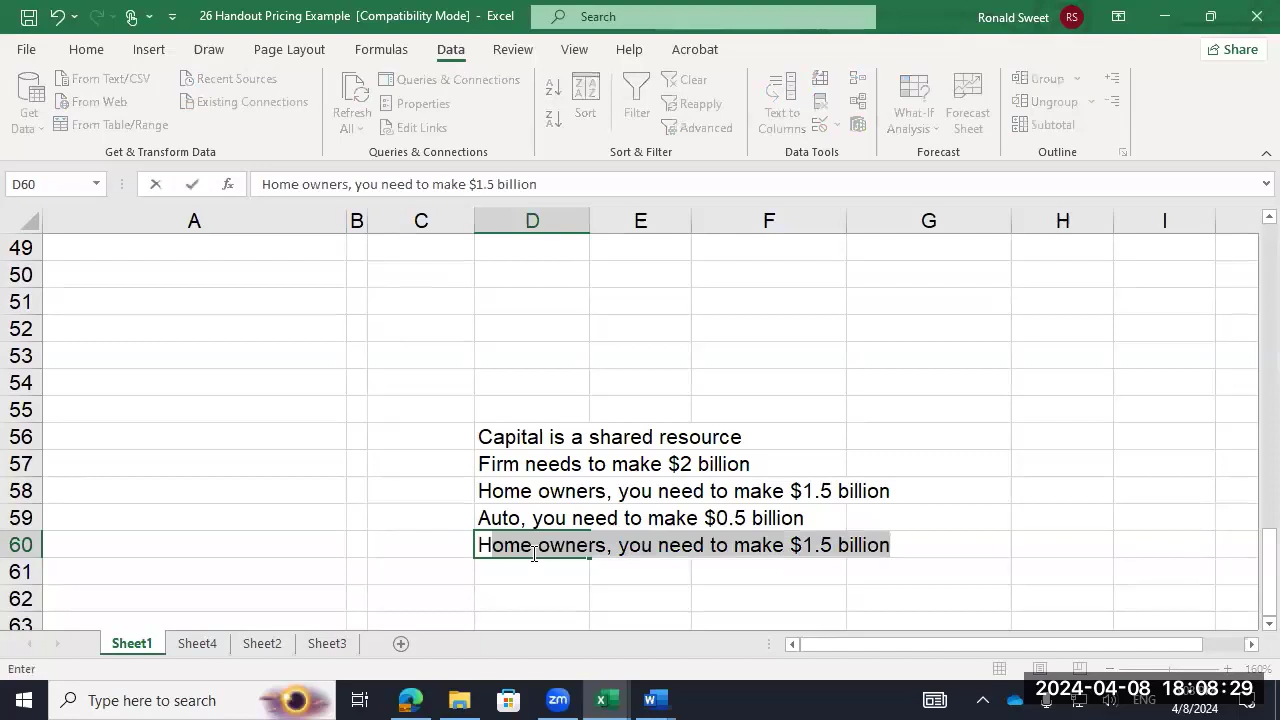 26 Handout Pricing Example [Compatibility Mode] - Excel
Search
Ronald Sweet
RS
File Home Insert Draw Page Layout Formulas Data Review View Help Acrobat
Share
Get Data
From Text/CSV
From Web
From Table/Range
Recent Sources
Existing Connections
Get & Transform Data
Refresh All
Queries & Connections
Properties
Edit Links
Queries & Connections
Sort
Filter
Clear
Reapply
Advanced
Sort & Filter
Text to Columns
Data Tools
What-If Analysis
Forecast Sheet
Forecast
Group
Ungroup
Subtotal
Outline
D60
fx
Home owners, you need to make $1.5 billion
A B C D E F G H I
49
50
51
52
53
54
55
56 Capital is a shared resource
57 Firm needs to make $2 billion
58 Home owners, you need to make $1.5 billion
59 Auto, you need to make $0.5 billion
60 Home owners, you need to make $1.5 billion
61
62
63
Sheet1 Sheet4 Sheet2 Sheet3
Enter
160%
Type here to search
zm
ENG
2024-04-08 18:08:29
4/8/2024